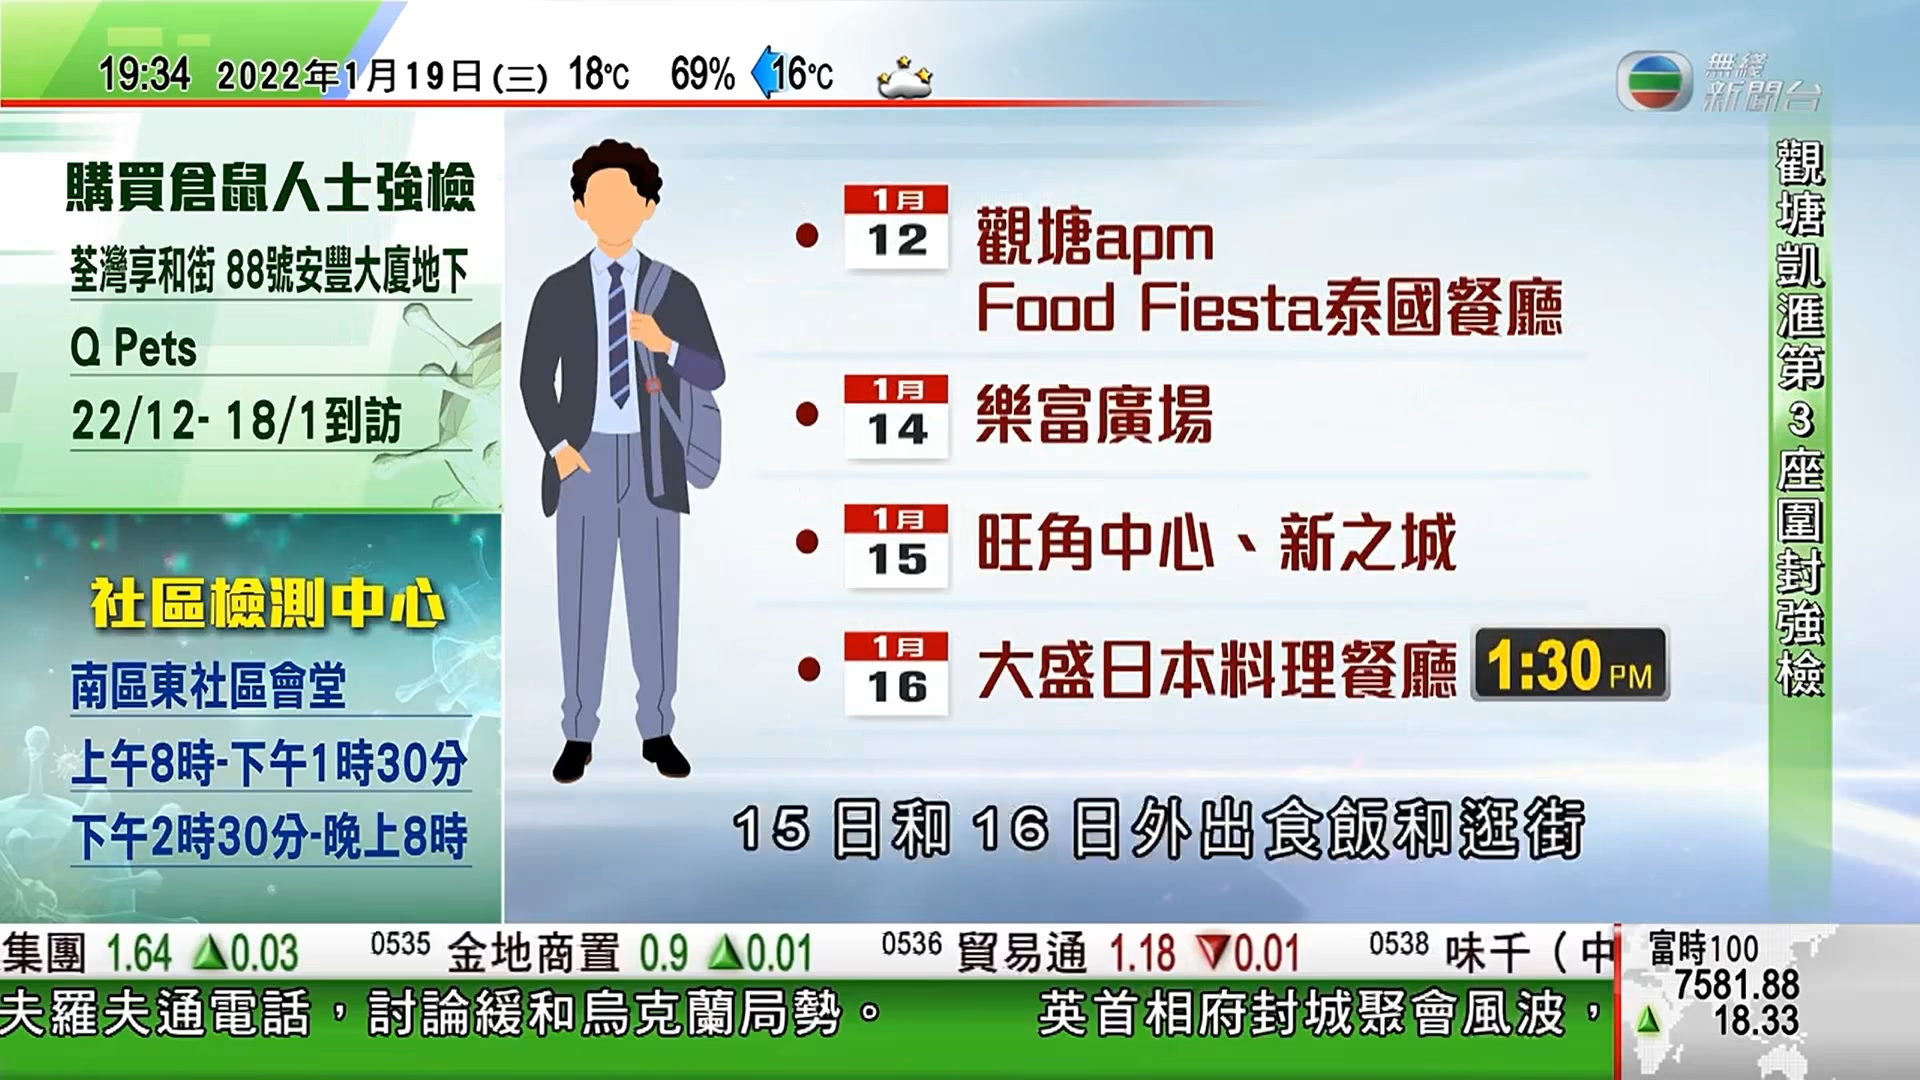 19:34 2022年1月19日(三) 18℃ 69% 16℃
無綫
新聞台
購買倉鼠人士強檢
荃灣享和街 88號安豐大廈地下
Q Pets
22/12- 18/1到訪
社區檢測中心
南區東社區會堂
上午8時-下午1時30分
下午2時30分-晚上8時
1月
12
觀塘apm
Food Fiesta泰國餐廳
1月
14
樂富廣場
1月
15
旺角中心、新之城
1月
16
大盛日本料理餐廳 1:30 PM
15日和16日外出食飯和逛街
觀塘凱滙第3座圍封強檢
集團 1.64 ▲0.03 0535 金地商置 0.9 ▲0.01 0536 貿易通 1.18 ▼0.01 0538 味千（中
夫羅夫通電話，討論緩和烏克蘭局勢。 英首相府封城聚會風波，
富時100
7581.88
▲ 18.33